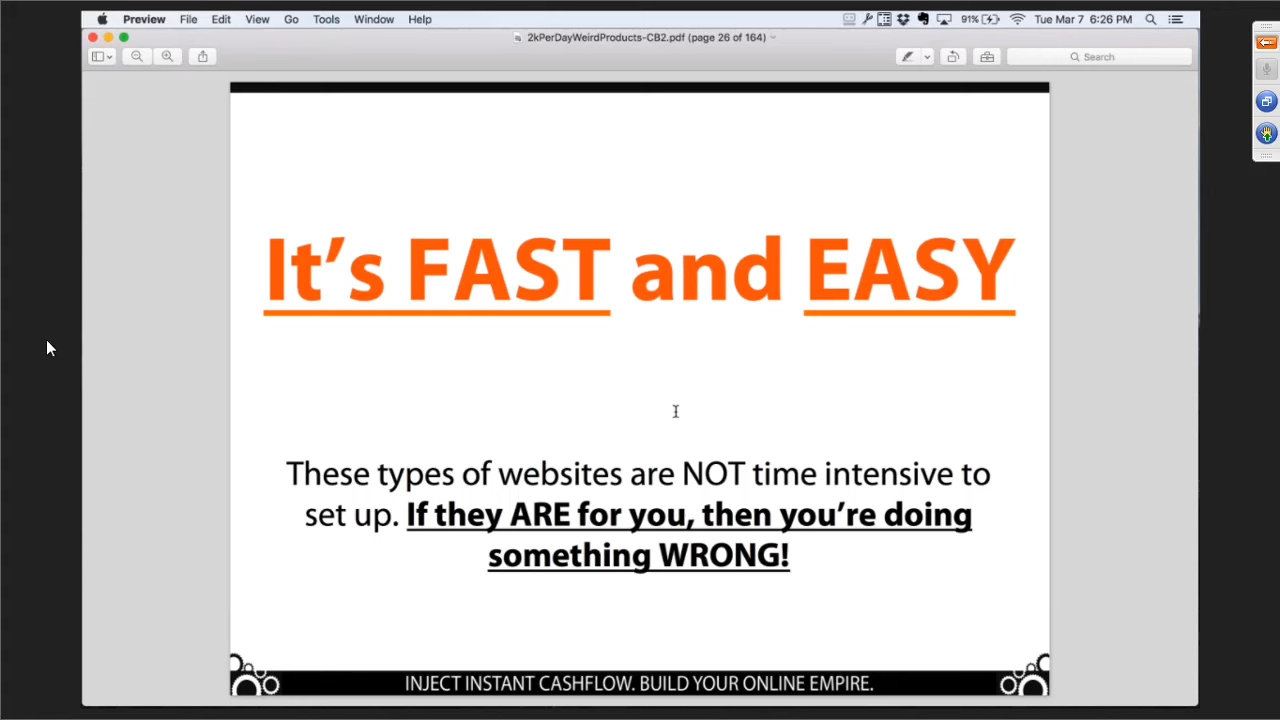 Preview File Edit View Go Tools Window Help 91% Tue Mar 7 6:26 PM
2kPerDayWeirdProducts-CB2.pdf (page 26 of 164)
Search
It's FAST and EASY
These types of websites are NOT time intensive to
set up. If they ARE for you, then you're doing
something WRONG!
INJECT INSTANT CASHFLOW. BUILD YOUR ONLINE EMPIRE.